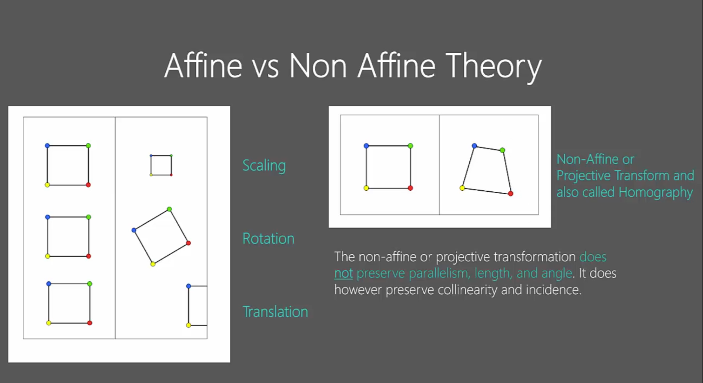 Affine vs Non Affine Theory
Scaling
Rotation
Translation
Non-Affine or
Projective Transform and
also called Homography
The non-affine or projective transformation does
not preserve parallelism, length, and angle. It does
however preserve collinearity and incidence.